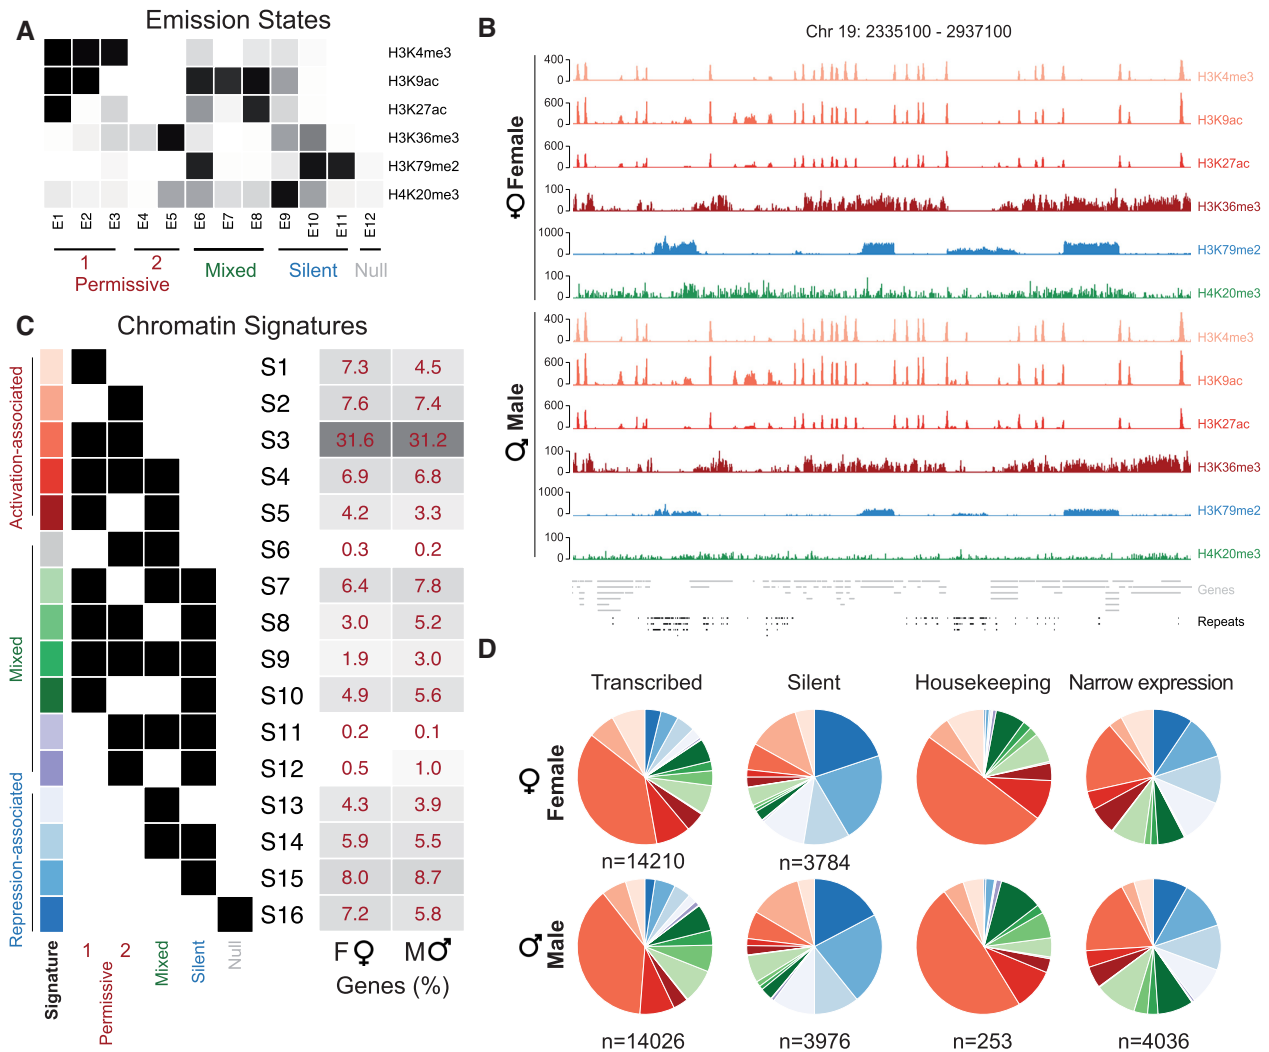 A
Emission States
H3K4me3
H3K9ac
H3K27ac
H3K36me3
H3K79me2
H4K20me3
E1 E2 E3 E4 E5 E6 E7 E8 E9 E10 E11 E12
1 2
Permissive
Mixed
Silent
Null
B
Chr 19: 2335100 - 2937100
♀ Female
400
0
H3K4me3
600
0
H3K9ac
600
0
H3K27ac
100
0
H3K36me3
1000
0
H3K79me2
100
0
H4K20me3
♂ Male
400
0
H3K4me3
600
0
H3K9ac
600
0
H3K27ac
100
0
H3K36me3
1000
0
H3K79me2
100
0
H4K20me3
Genes
Repeats
C
Chromatin Signatures
Activation-associated
Mixed
Repression-associated
S1 7.3 4.5
S2 7.6 7.4
S3 31.6 31.2
S4 6.9 6.8
S5 4.2 3.3
S6 0.3 0.2
S7 6.4 7.8
S8 3.0 5.2
S9 1.9 3.0
S10 4.9 5.6
S11 0.2 0.1
S12 0.5 1.0
S13 4.3 3.9
S14 5.9 5.5
S15 8.0 8.7
S16 7.2 5.8
Signature
1 2
Permissive
Mixed
Silent
Null
F♀ M♂
Genes (%)
D
Transcribed Silent Housekeeping Narrow expression
♀ Female
n=14210 n=3784
♂ Male
n=14026 n=3976 n=253 n=4036